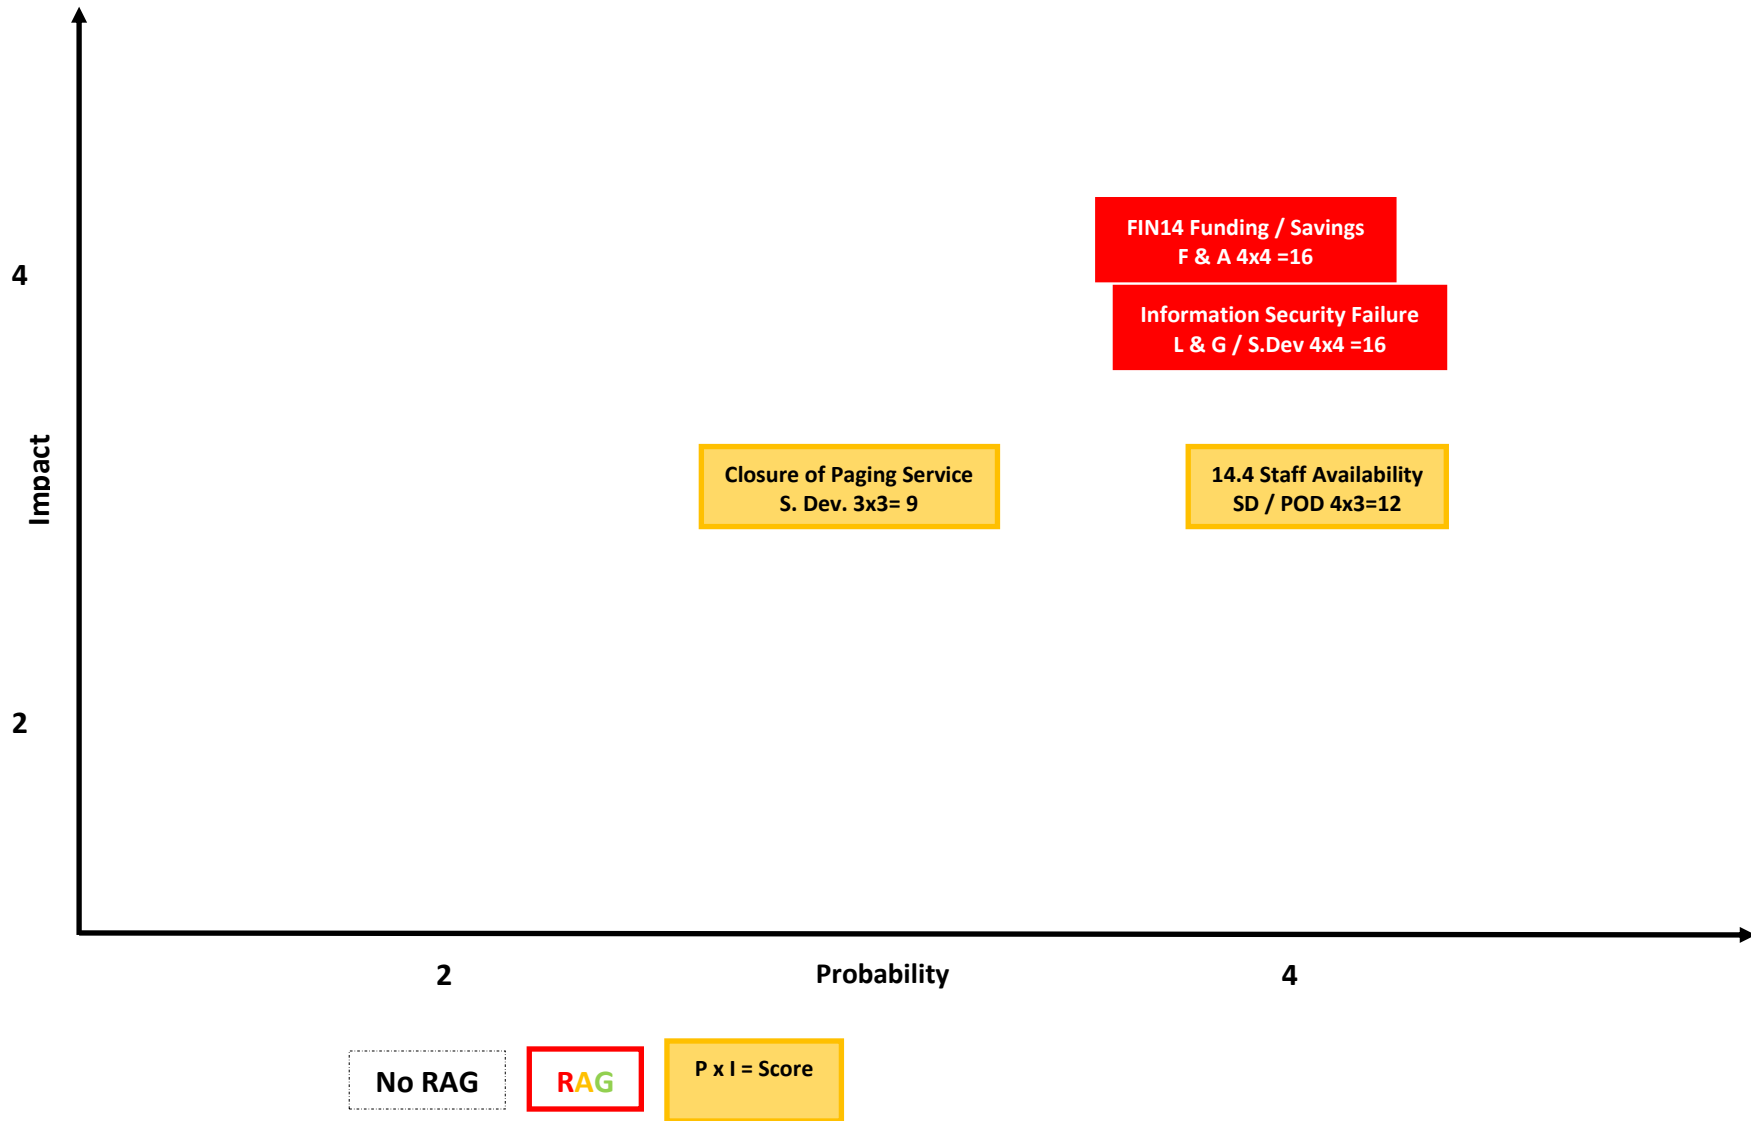 FIN14 Funding / Savings
F & A 4x4 =16
4
Information Security Failure
L & G / S.Dev 4x4 =16
Impact
Closure of Paging Service
S. Dev. 3x3= 9
14.4 Staff Availability
SD / POD 4x3=12
2
2
Probability
4
No RAG
RAG
P x I = Score